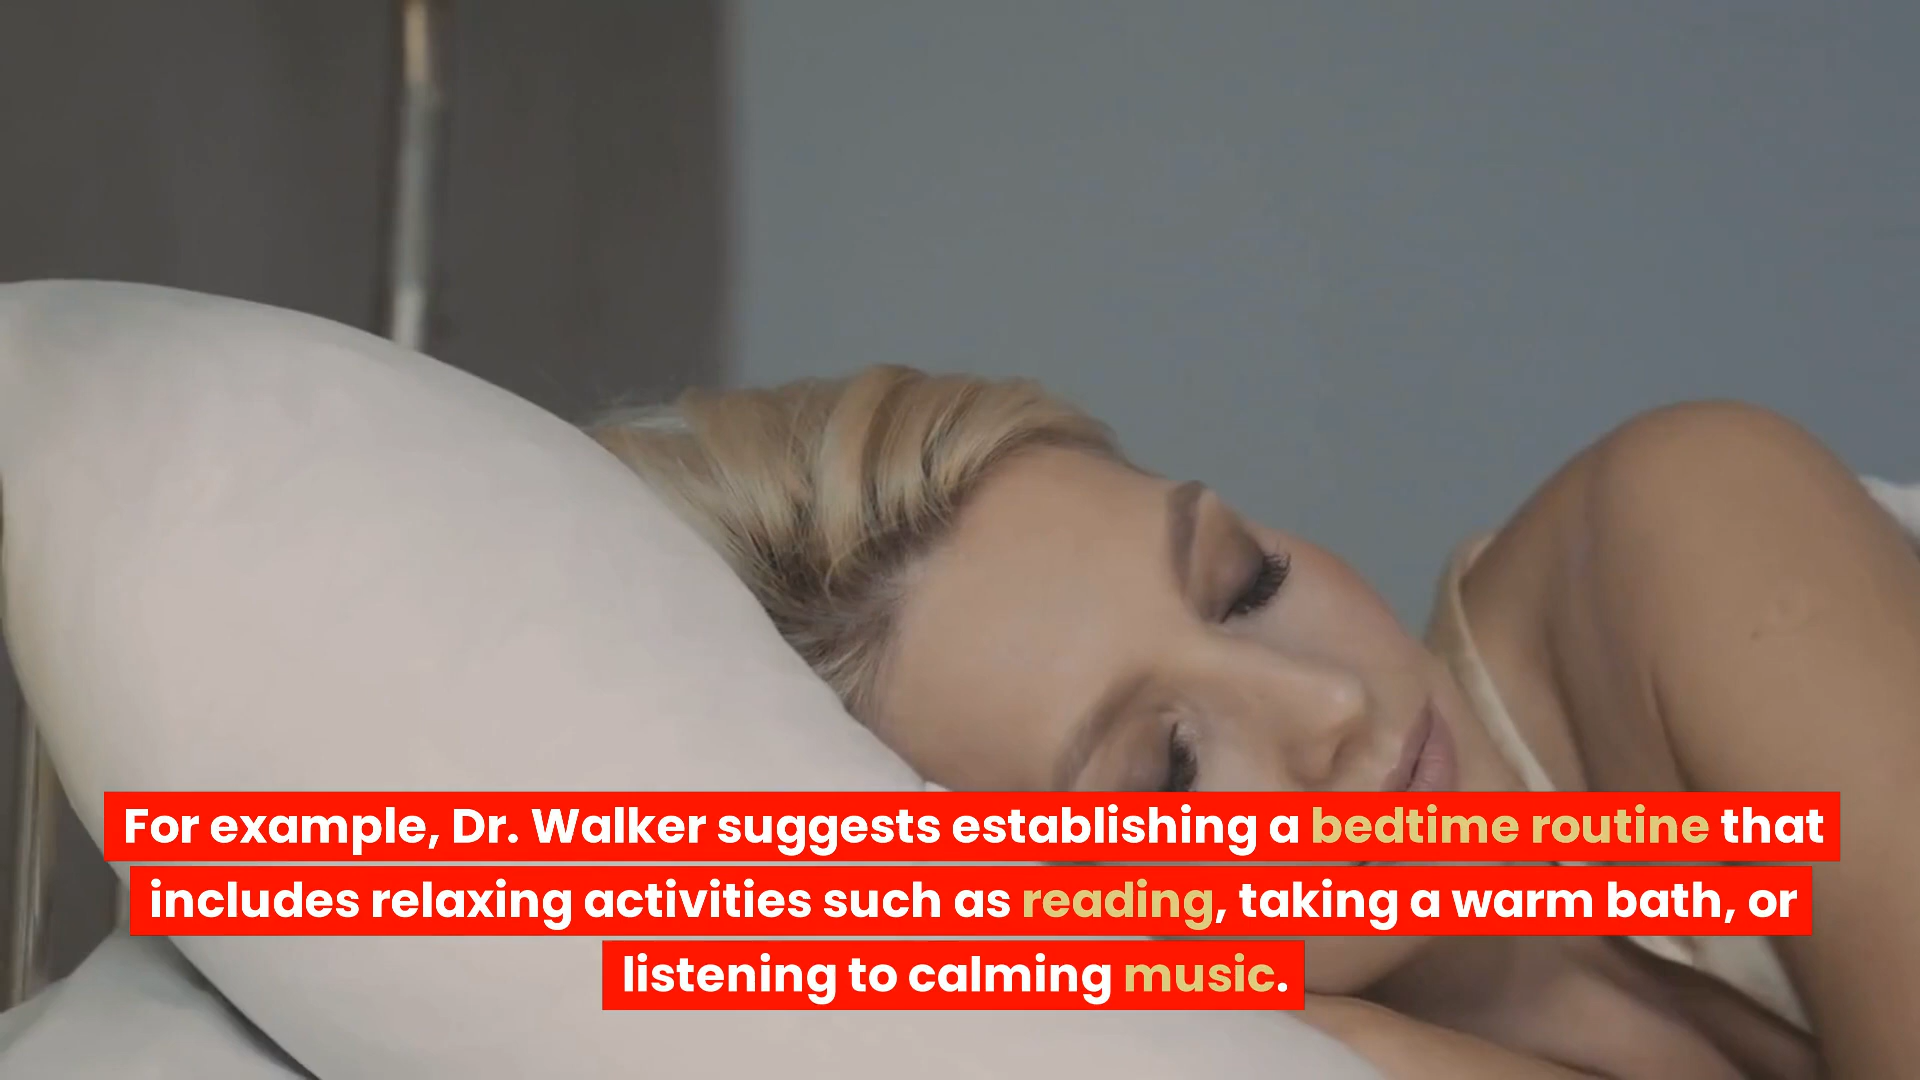 For example, Dr. Walker suggests establishing a bedtime routine that
includes relaxing activities such as reading, taking a warm bath, or
listening to calming music.